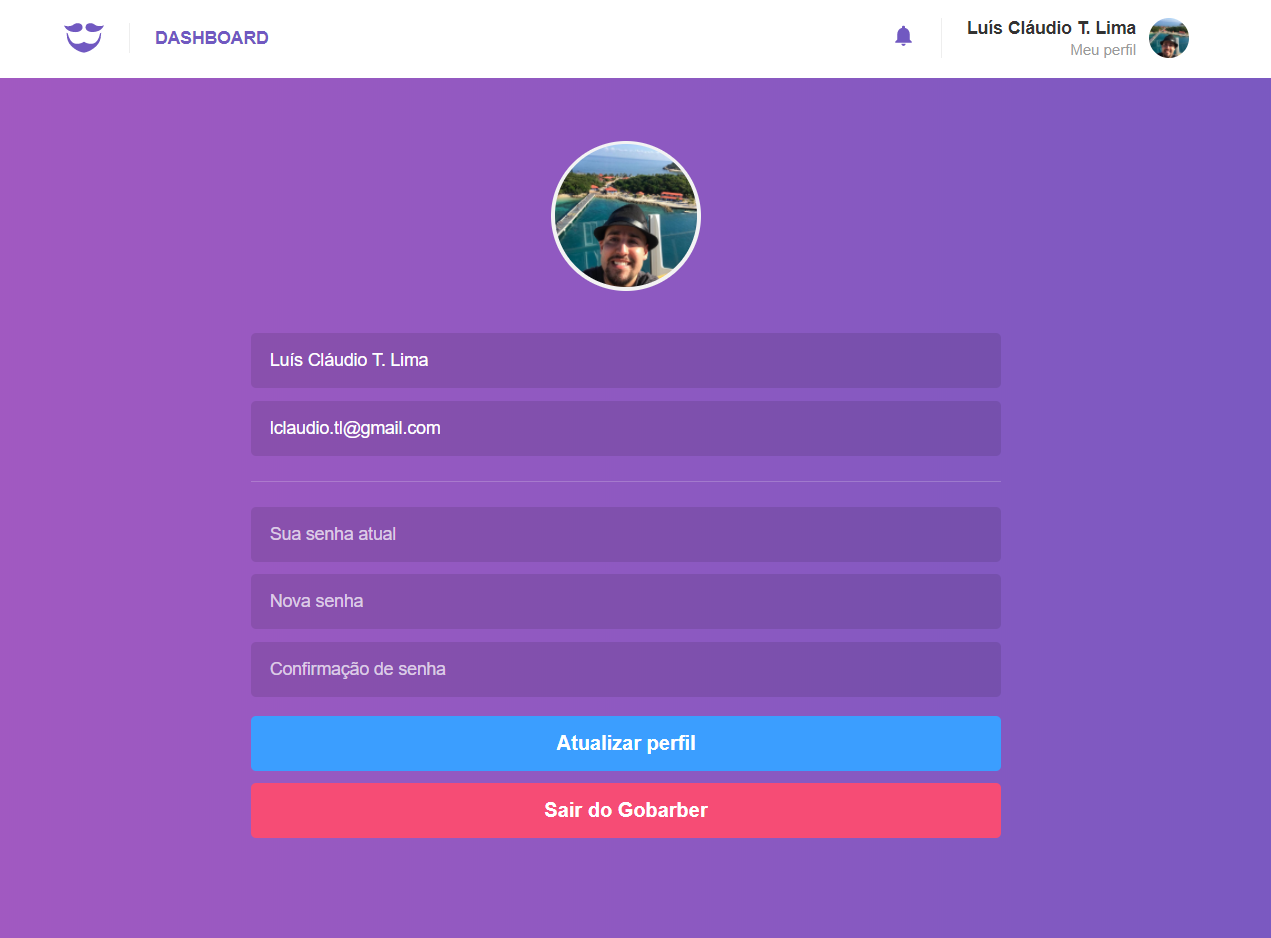 DASHBOARD
Luís Cláudio T. Lima
Meu perfil
Luís Cláudio T. Lima
lclaudio.tl@gmail.com
Sua senha atual
Nova senha
Confirmação de senha
Atualizar perfil
Sair do Gobarber